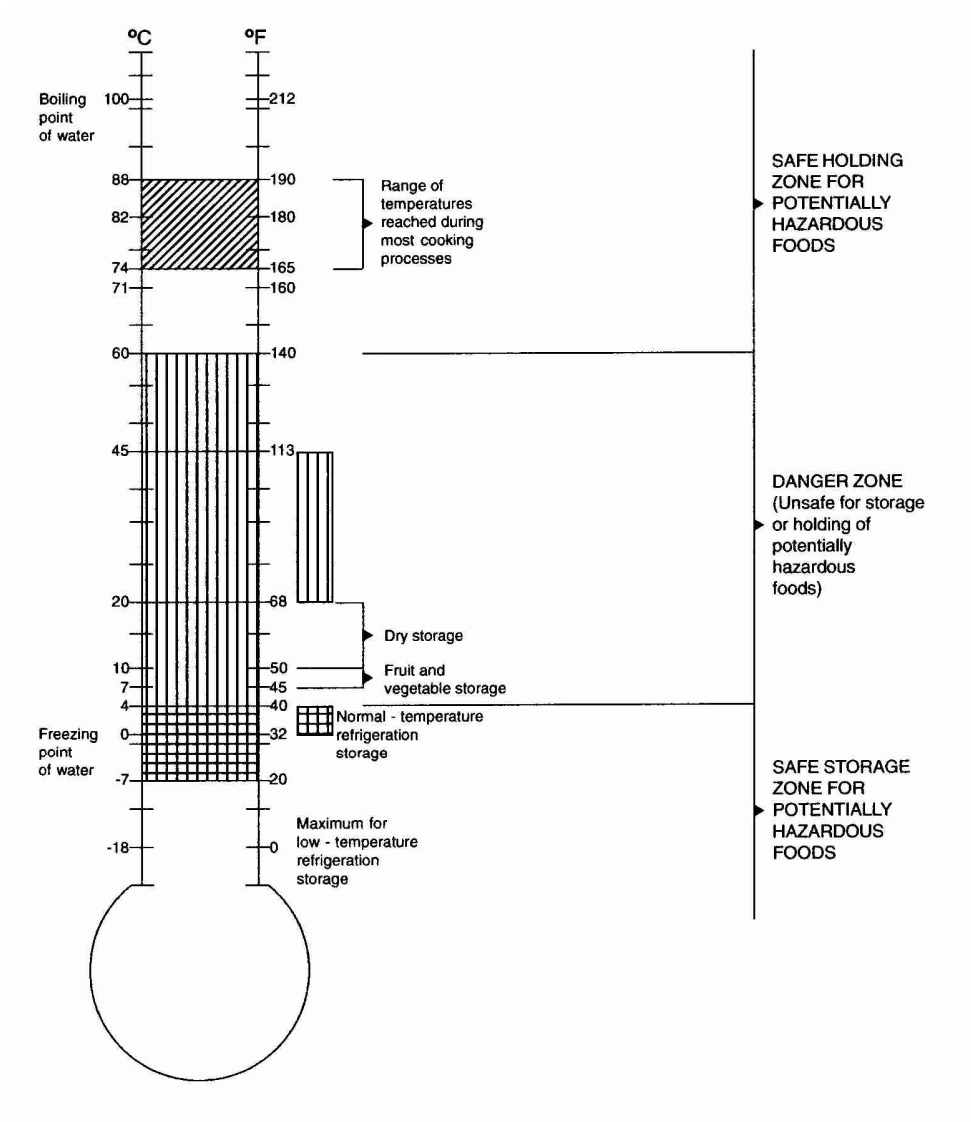 ºC ºF
Boiling
point
of water
100 212
88 190
82 180
74 165
71 160
60 140
45 113
20 68
10 50
7 45
4 40
Freezing
point
of water
0 32
-7 20
-18 0
Range of
temperatures
reached during
most cooking
processes
Dry storage
Fruit and
vegetable storage
Normal - temperature
refrigeration
storage
Maximum for
low - temperature
refrigeration
storage
SAFE HOLDING
ZONE FOR
POTENTIALLY
HAZARDOUS
FOODS
DANGER ZONE
(Unsafe for storage
or holding of
potentially
hazardous
foods)
SAFE STORAGE
ZONE FOR
POTENTIALLY
HAZARDOUS
FOODS